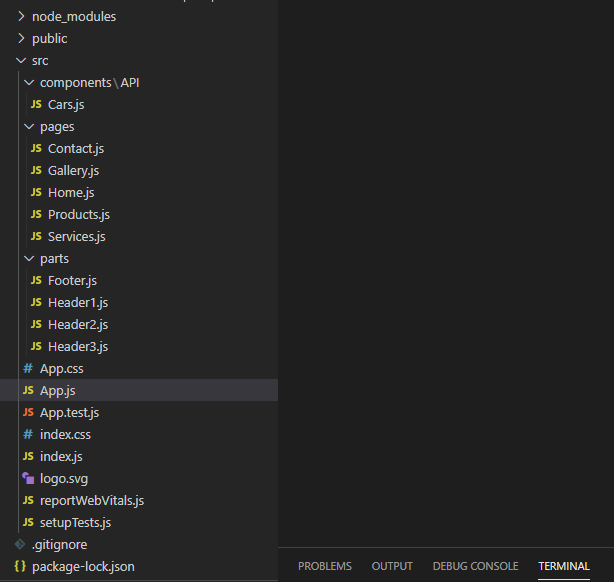 node_modules
public
src
components\API
JS Cars.js
pages
JS Contact.js
JS Gallery.js
JS Home.js
JS Products.js
JS Services.js
parts
JS Footer.js
JS Header1.js
JS Header2.js
JS Header3.js
# App.css
JS App.js
JS App.test.js
# index.css
JS index.js
logo.svg
JS reportWebVitals.js
JS setupTests.js
.gitignore
{} package-lock.json
PROBLEMS OUTPUT DEBUG CONSOLE TERMINAL